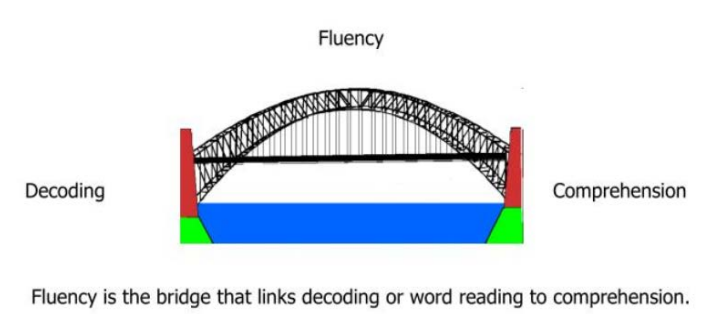 Fluency
Decoding
Comprehension
Fluency is the bridge that links decoding or word reading to comprehension.